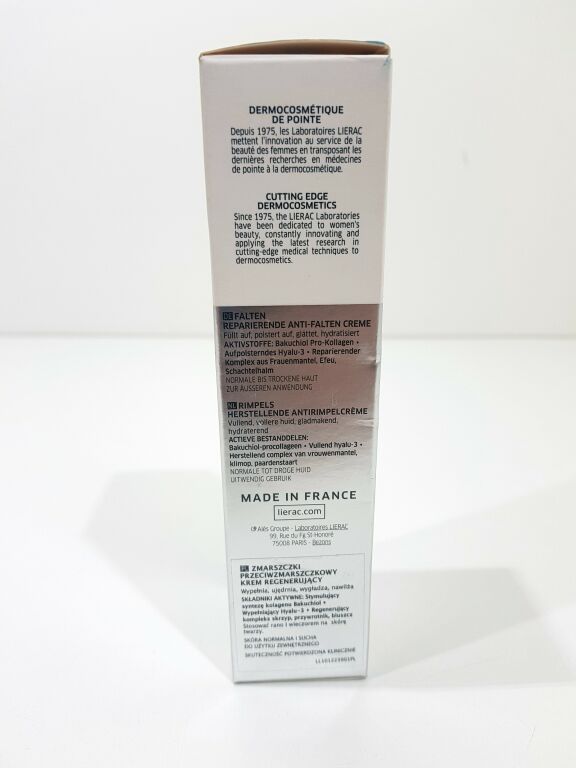 DERMOCOSMÉTIQUE
DE POINTE
Depuis 1975, les Laboratoires LIERAC
mettent l'innovation au service de la
beauté des femmes en transposant les
dernières recherches en médecines
de pointe à la dermocosmétique.
CUTTING EDGE
DERMOCOSMETICS
Since 1975, the LIERAC Laboratories
have been dedicated to women's
beauty, constantly innovating and
applying the latest research in
cutting-edge medical techniques to
dermocosmetics.
DE FALTEN
REPARIERENDE ANTI-FALTEN CREME
Füllt auf, polstert auf, glättet, hydratisiert
AKTIVSTOFFE: Bakuchiol Pro-Kollagen •
Aufpolsterndes Hyalu-3 • Reparierender
Komplex aus Frauenmantel, Efeu,
Schachtelhalm
NORMALE BIS TROCKENE HAUT
ZUR ÄUSSEREN ANWENDUNG
NL RIMPELS
HERSTELLENDE ANTIRIMPELCRÈME
Vullend, vollere huid, gladmakend,
hydraterend
ACTIEVE BESTANDDELEN:
Bakuchiol-procollageen • Vullend hyalu-3 •
Herstellend complex van vrouwenmantel,
klimop, paardenstaart
NORMALE TOT DROGE HUID
UITWENDIG GEBRUIK
MADE IN FRANCE
lierac.com
Alès Groupe - Laboratoires LIERAC
99, Rue du Fg St-Honoré
75008 PARIS - Bezons
PL ZMARSZCZKI
PRZECIWZMARSZCZKOWY
KREM REGENERUJĄCY
Wypełnia, ujędrnia, wygładza, nawilża
SKŁADNIKI AKTYWNE: Stymulujący
syntezę kolagenu Bakuchiol •
Wypełniający Hyalu-3 • Regenerujący
kompleks skrzyp, przywrotnik, bluszcz
Stosować rano i wieczorem na skórę
twarzy.
SKÓRA NORMALNA I SUCHA
DO UŻYTKU ZEWNĘTRZNEGO
SKUTECZNOŚĆ POTWIERDZONA KLINICZNIE